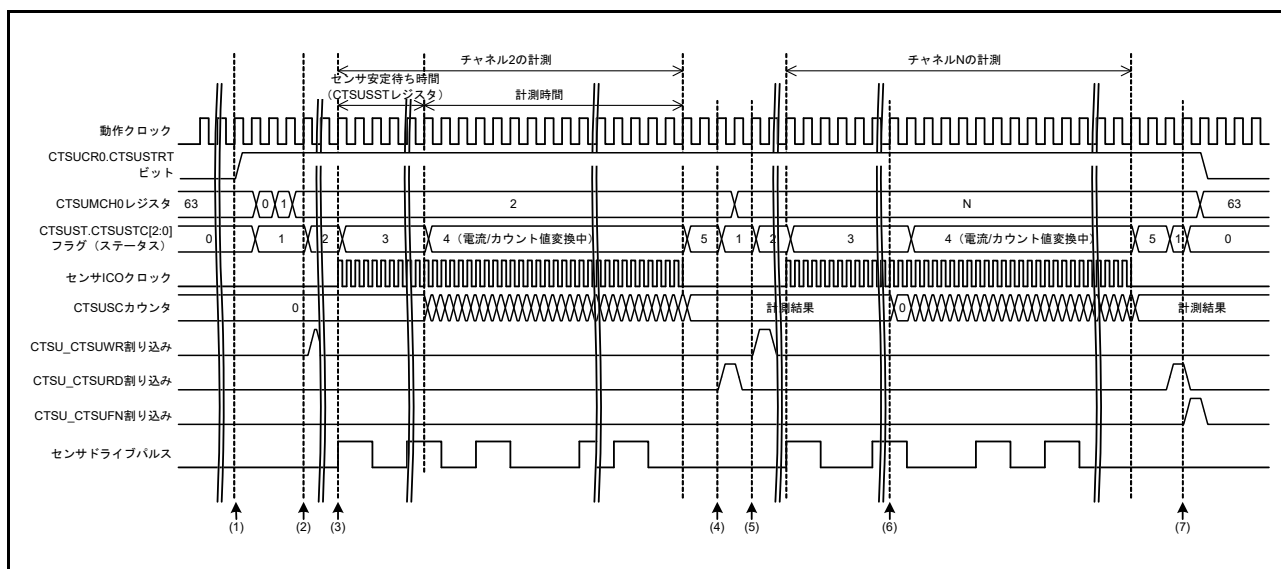 チャネル2の計測
チャネルNの計測
センサ安定待ち時間
(CTSUSSTレジスタ)
計測時間
動作クロック
CTSUCR0.CTSUSTRT
ビット
CTSUMCH0レジスタ
63
0
1
2
N
63
CTSUST.CTSUSTC[2:0]
フラグ（ステータス）
0
1
2
3
4（電流/カウント値変換中）
5
1
2
3
4（電流/カウント値変換中）
5
1
0
センサICOクロック
CTSUSCカウンタ
0
計測結果
0
計測結果
CTSU_CTSUWR割り込み
CTSU_CTSURD割り込み
CTSU_CTSUFN割り込み
センサドライブパルス
(1)
(2)
(3)
(4)
(5)
(6)
(7)